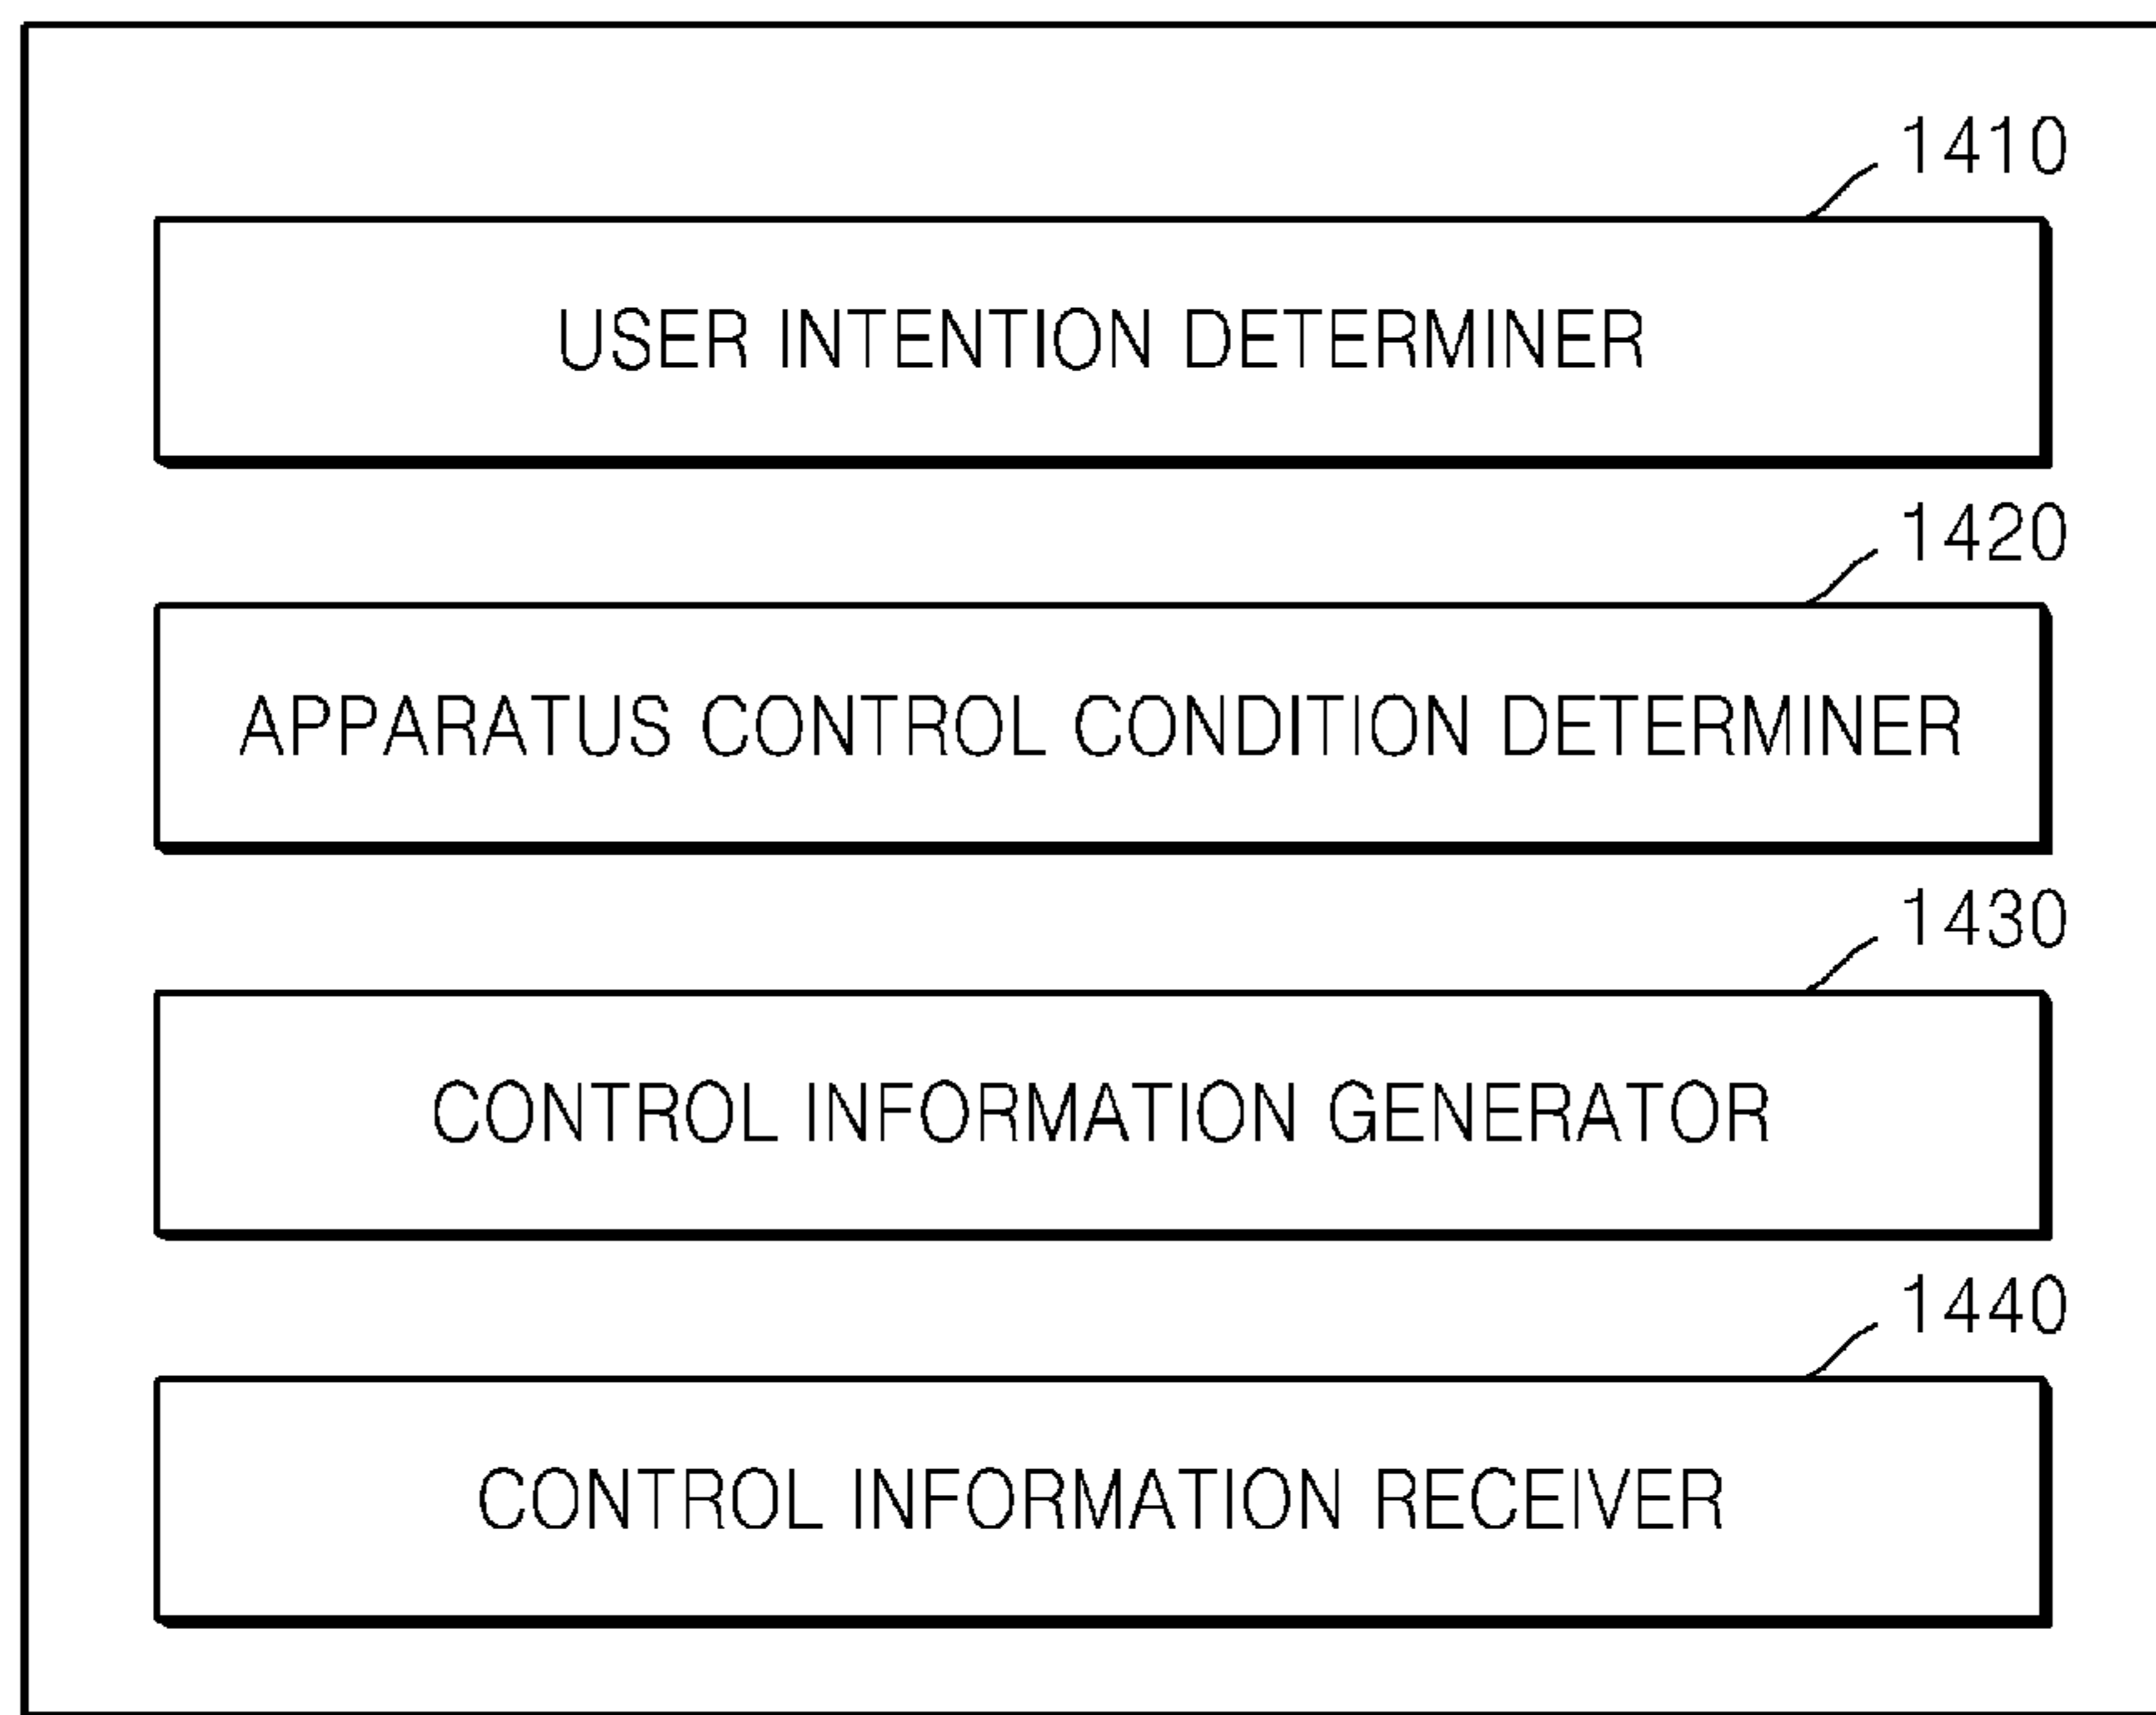 1410
USER INTENTION DETERMINER
1420
APPARATUS CONTROL CONDITION DETERMINER
1430
CONTROL INFORMATION GENERATOR
1440
CONTROL INFORMATION RECEIVER